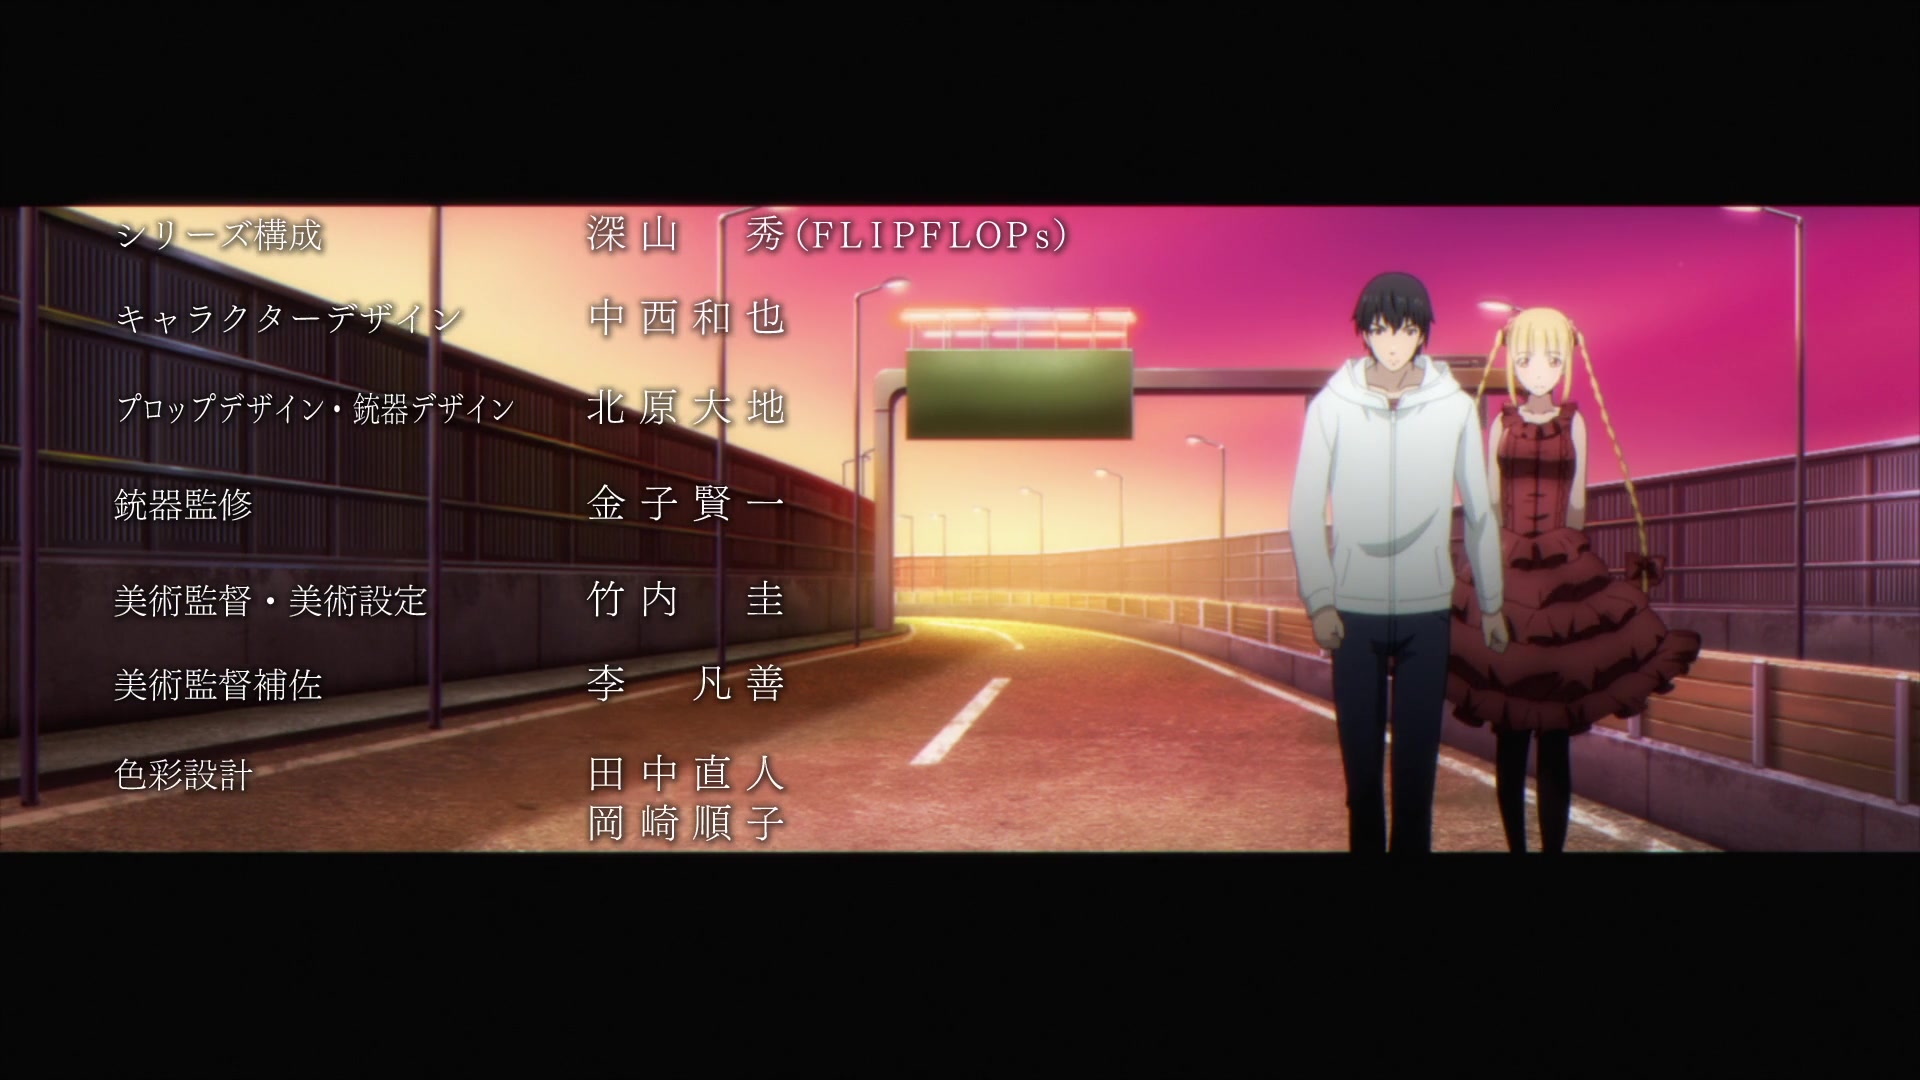 シリーズ構成 深山 秀(FLIPFLOPs)
キャラクターデザイン 中西和也
プロップデザイン・銃器デザイン 北原大地
銃器監修 金子賢一
美術監督・美術設定 竹内 圭
美術監督補佐 李 凡善
色彩設計 田中直人
岡崎順子